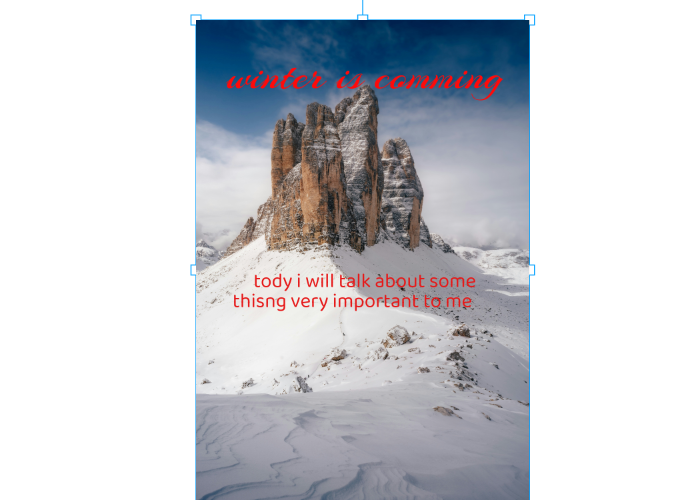 winter is comming
tody i will talk about some
thisng very important to me